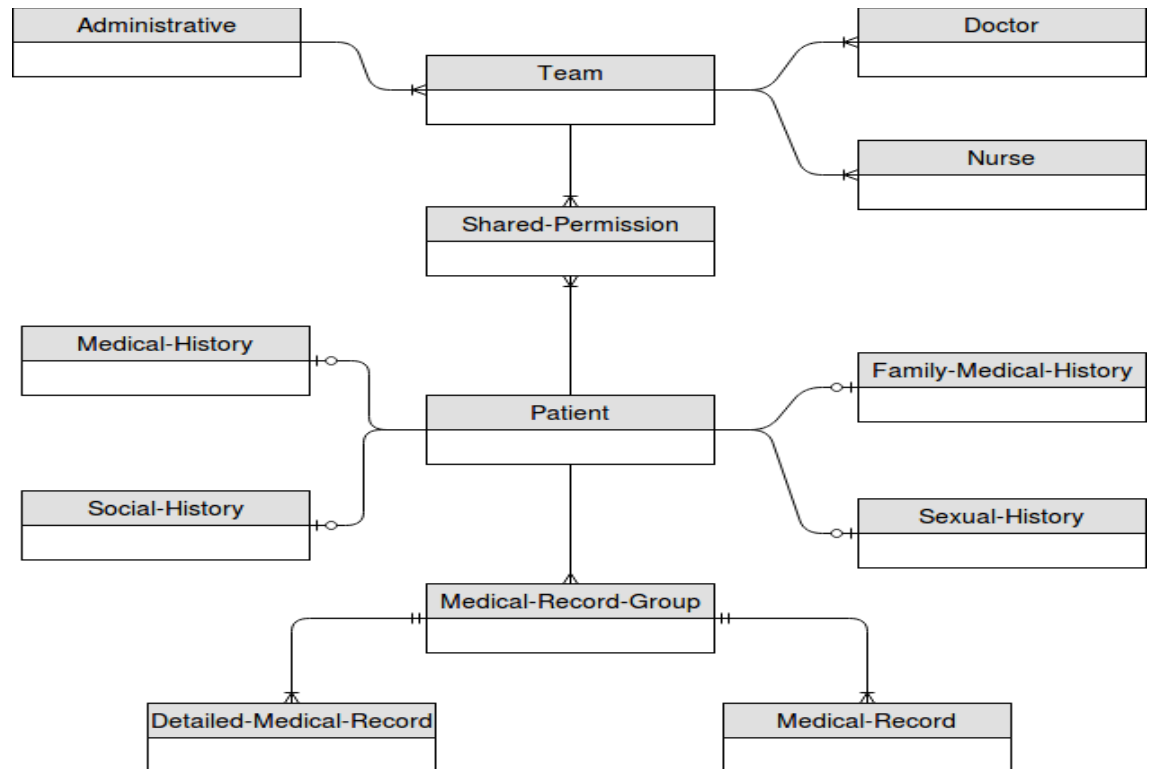 Administrative
Doctor
Team
Nurse
Shared-Permission
Medical-History
Family-Medical-History
Patient
Social-History
Sexual-History
Medical-Record-Group
Detailed-Medical-Record
Medical-Record